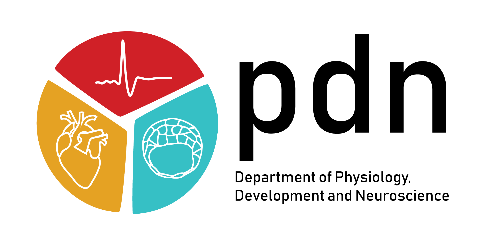 pdn
Department of Physiology,
Development and Neuroscience